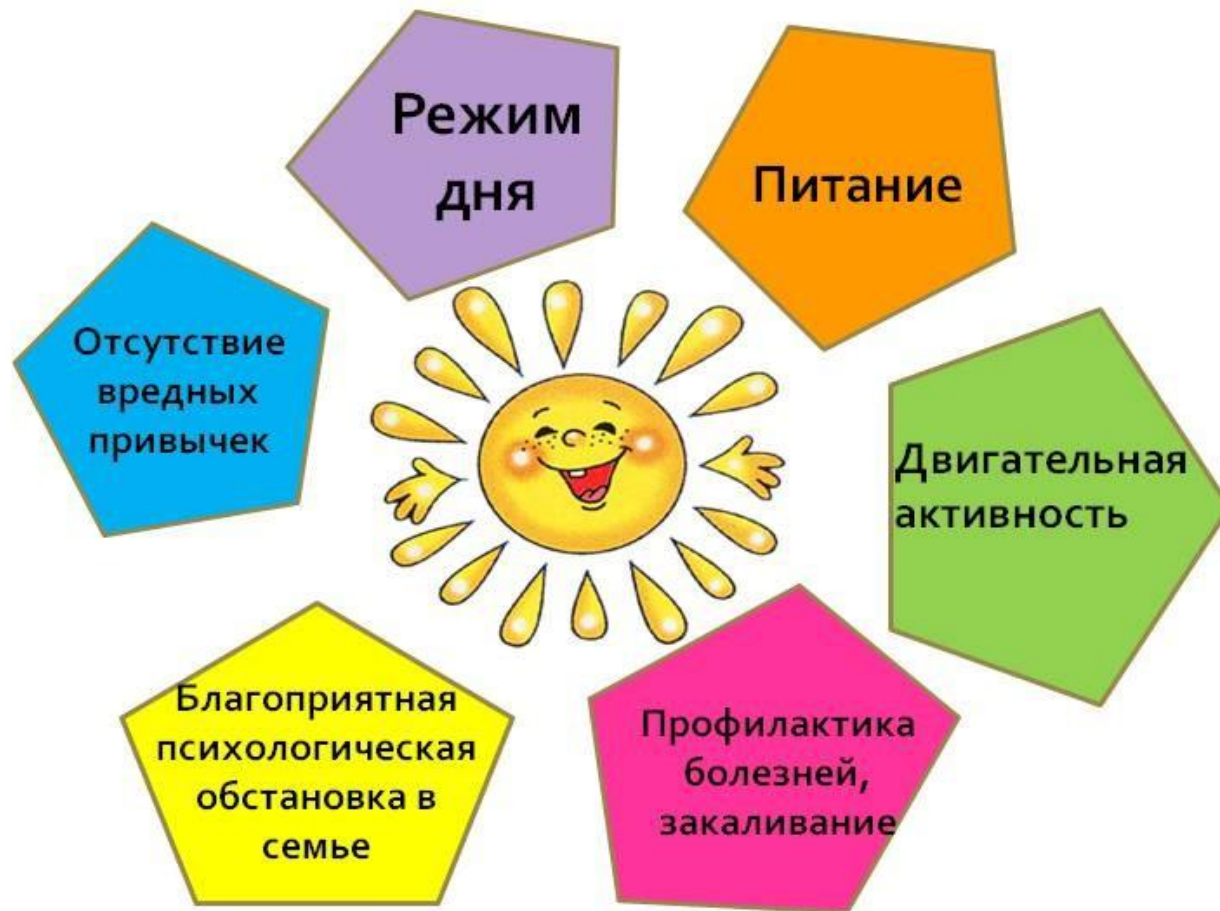 Режим
дня
Питание
Отсутствие
вредных
привычек
Двигательная
активность
Благоприятная
психологическая
обстановка в
семье
Профилактика
болезней,
закаливание